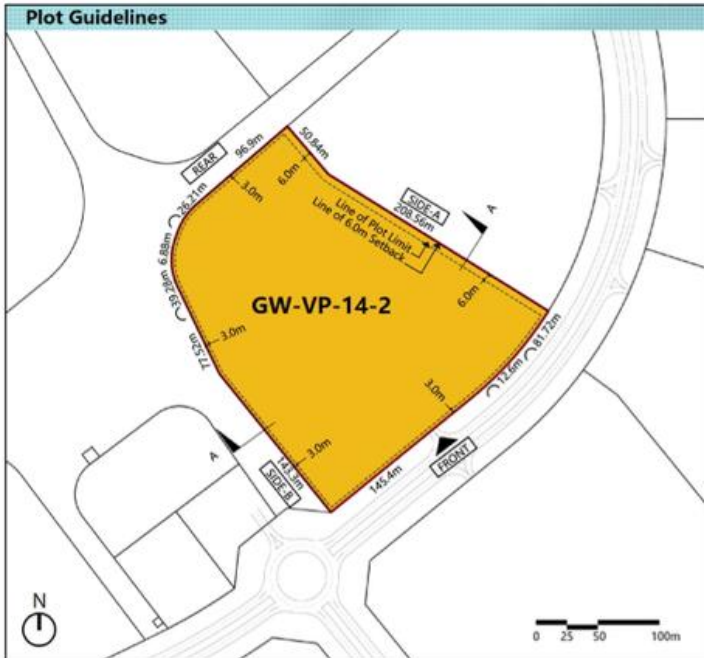 Plot Guidelines
REAR
96.9m
50.84m
6.0m
3.0m
26.21m
6.88m
39.28m
SIDE-A
208.56m
A
Line of Plot Limit
Line of 6.0m Setback
6.0m
GW-VP-14-2
77.52m
3.0m
81.72m
12.6m
3.0m
A
3.0m
143.3m
SIDE-B
FRONT
145.4m
N
0 25 50 100m